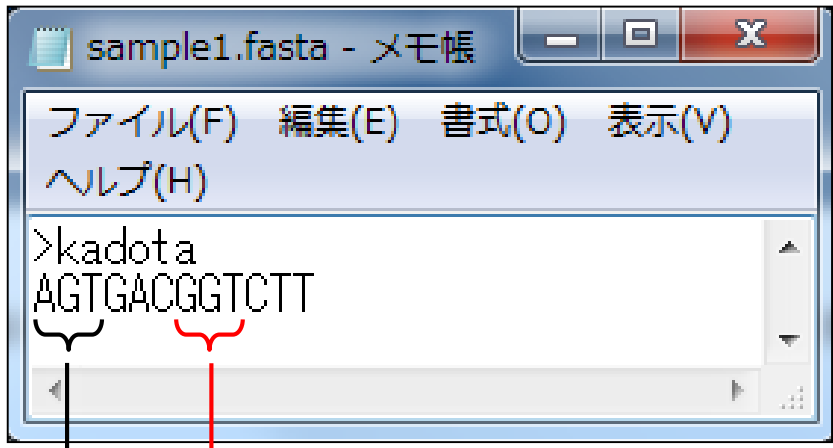 sample1.fasta - メモ帳
ファイル(F) 編集(E) 書式(O) 表示(V)
ヘルプ(H)
>kadota
AGTGACGGTCTT